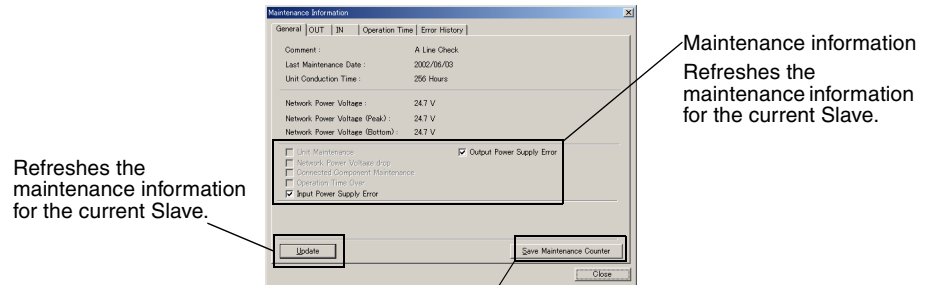 Maintenance Information
General OUT IN Operation Time Error History
Comment : A Line Check
Last Maintenance Date : 2002/06/03
Unit Conduction Time : 256 Hours
Network Power Voltage : 24.7 V
Network Power Voltage (Peak) : 24.7 V
Network Power Voltage (Bottom) : 24.7 V
Unit Maintenance Output Power Supply Error
Network Power Voltage drop
Connected Component Maintenance
Operation Time Over
Input Power Supply Error
Update Save Maintenance Counter
Close
Maintenance information
Refreshes the
maintenance information
for the current Slave.
Refreshes the
maintenance information
for the current Slave.